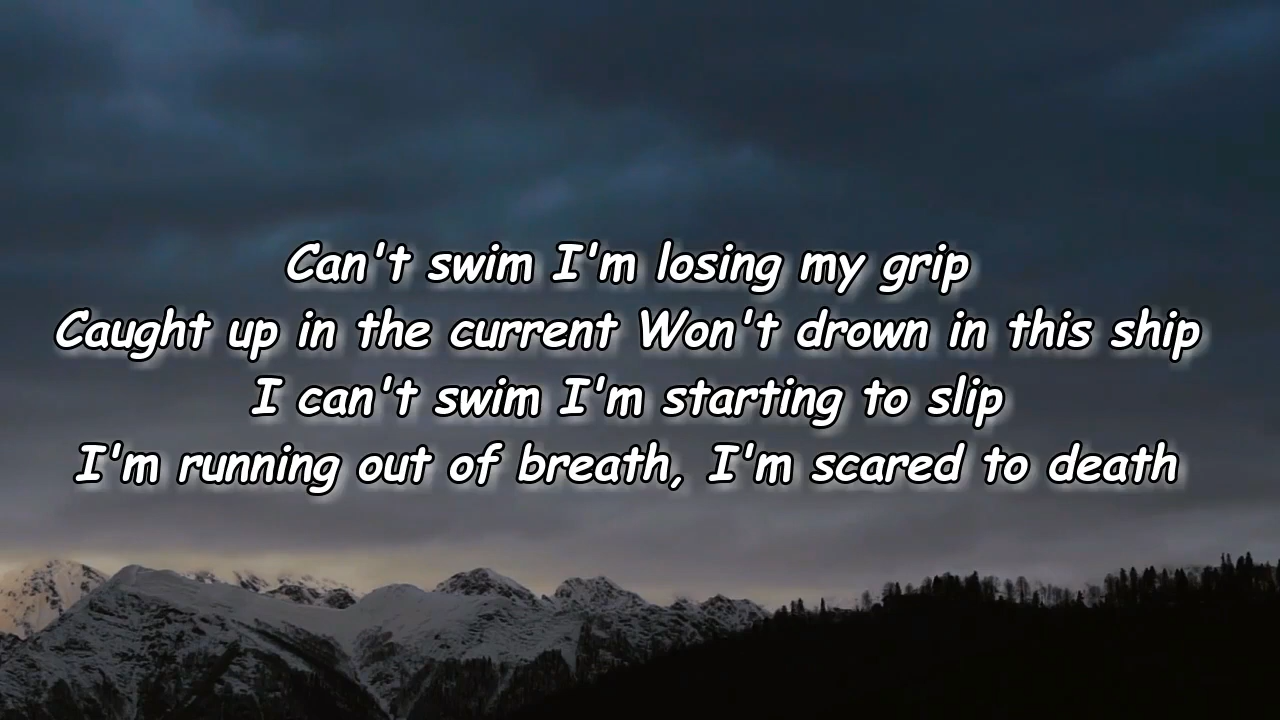 Can't swim I'm losing my grip
Caught up in the current Won't drown in this ship
I can't swim I'm starting to slip
I'm running out of breath, I'm scared to death